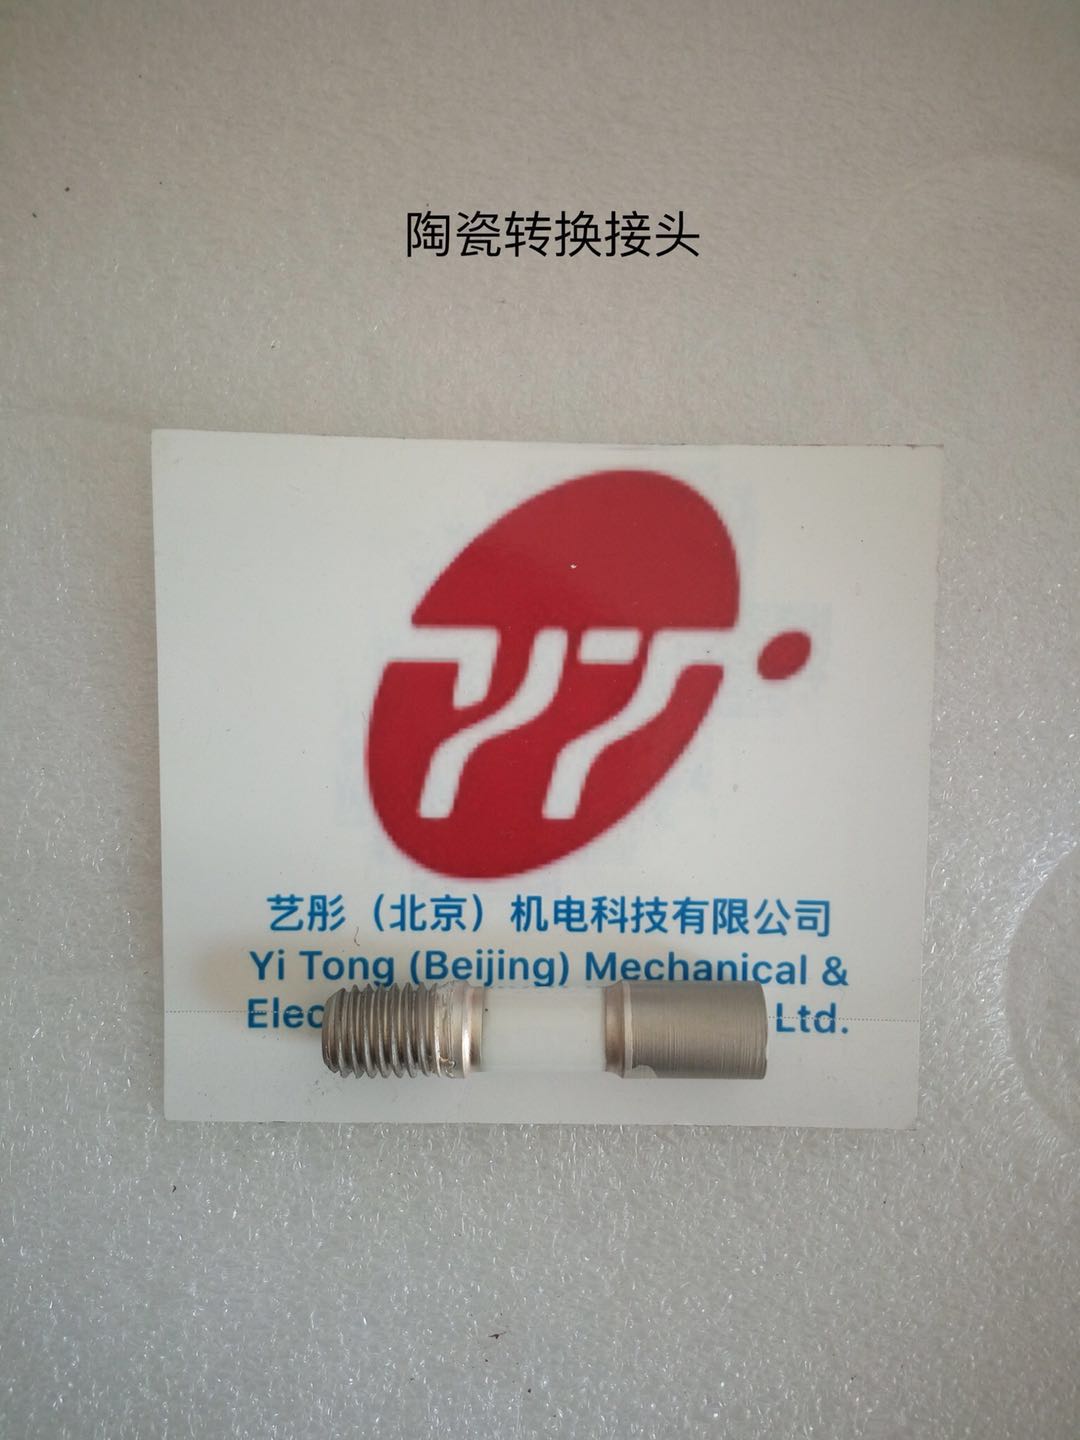 陶瓷转换接头
YT
艺彤（北京）机电科技有限公司
Yi Tong (Beijing) Mechanical &
Ltd.